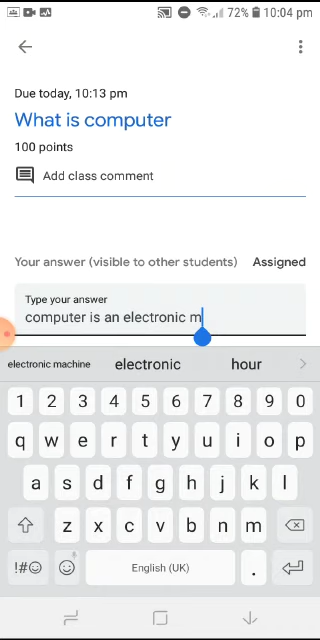 72% 10:04 pm
Due today, 10:13 pm
What is computer
100 points
Add class comment
Your answer (visible to other students) Assigned
Type your answer
computer is an electronic m
electronic machine electronic hour
1 2 3 4 5 6 7 8 9 0
q w e r t y u i o p
a s d f g h j k l
z x c v b n m
!#☺ English (UK) .